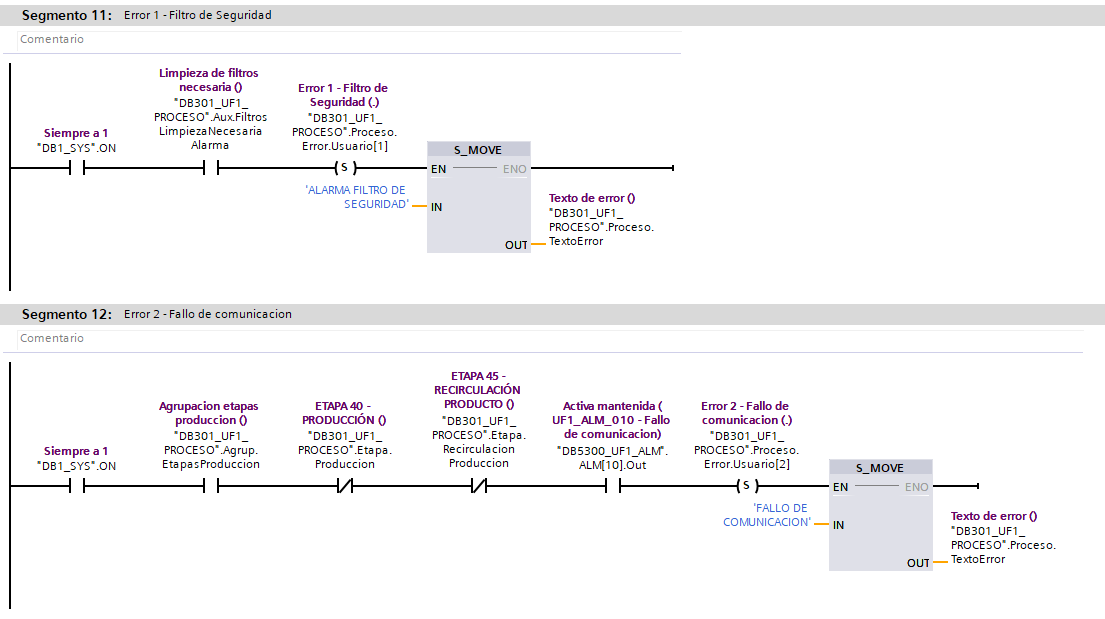 Segmento 11: Error 1 - Filtro de Seguridad
Comentario
Siempre a 1
"DB1_SYS".ON
Limpieza de filtros
necesaria ()
"DB301_UF1_
PROCESO".Aux.Filtros
LimpiezaNecesaria
Alarma
Error 1 - Filtro de
Seguridad (.)
"DB301_UF1_
PROCESO".Proceso.
Error.Usuario[1]
S
S_MOVE
EN
ENO
'ALARMA FILTRO DE
SEGURIDAD'
IN
OUT
Texto de error ()
"DB301_UF1_
PROCESO".Proceso.
TextoError
Segmento 12: Error 2 - Fallo de comunicacion
Comentario
Siempre a 1
"DB1_SYS".ON
Agrupacion etapas
produccion ()
"DB301_UF1_
PROCESO".Agrup.
EtapasProduccion
ETAPA 40 -
PRODUCCIÓN ()
"DB301_UF1_
PROCESO".Etapa.
Produccion
ETAPA 45 -
RECIRCULACIÓN
PRODUCTO ()
"DB301_UF1_
PROCESO".Etapa.
Recirculacion
Produccion
Activa mantenida (
UF1_ALM_010 - Fallo
de comunicacion)
"DB5300_UF1_ALM".
ALM[10].Out
Error 2 - Fallo de
comunicacion (.)
"DB301_UF1_
PROCESO".Proceso.
Error.Usuario[2]
S
S_MOVE
EN
ENO
'FALLO DE
COMUNICACION'
IN
OUT
Texto de error ()
"DB301_UF1_
PROCESO".Proceso.
TextoError